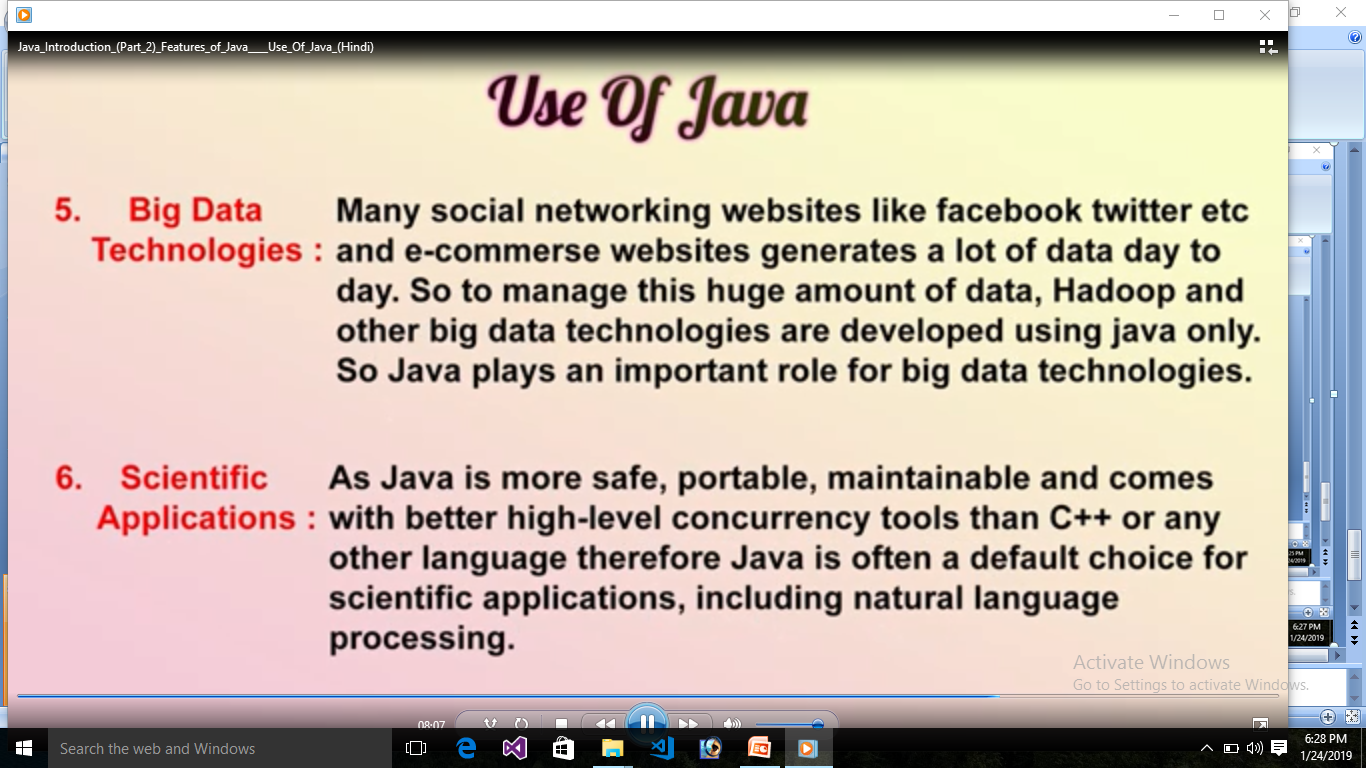 Java_Introduction_(Part_2)_Features_of_Java____Use_Of_Java_(Hindi)
Use Of Java
5. Big Data Technologies : Many social networking websites like facebook twitter etc
and e-commerse websites generates a lot of data day to
day. So to manage this huge amount of data, Hadoop and
other big data technologies are developed using java only.
So Java plays an important role for big data technologies.
6. Scientific Applications : As Java is more safe, portable, maintainable and comes
with better high-level concurrency tools than C++ or any
other language therefore Java is often a default choice for
scientific applications, including natural language
processing.
Activate Windows
Go to Settings to activate Windows.
08:07
6:27 PM
1/24/2019
Search the web and Windows
6:28 PM
1/24/2019